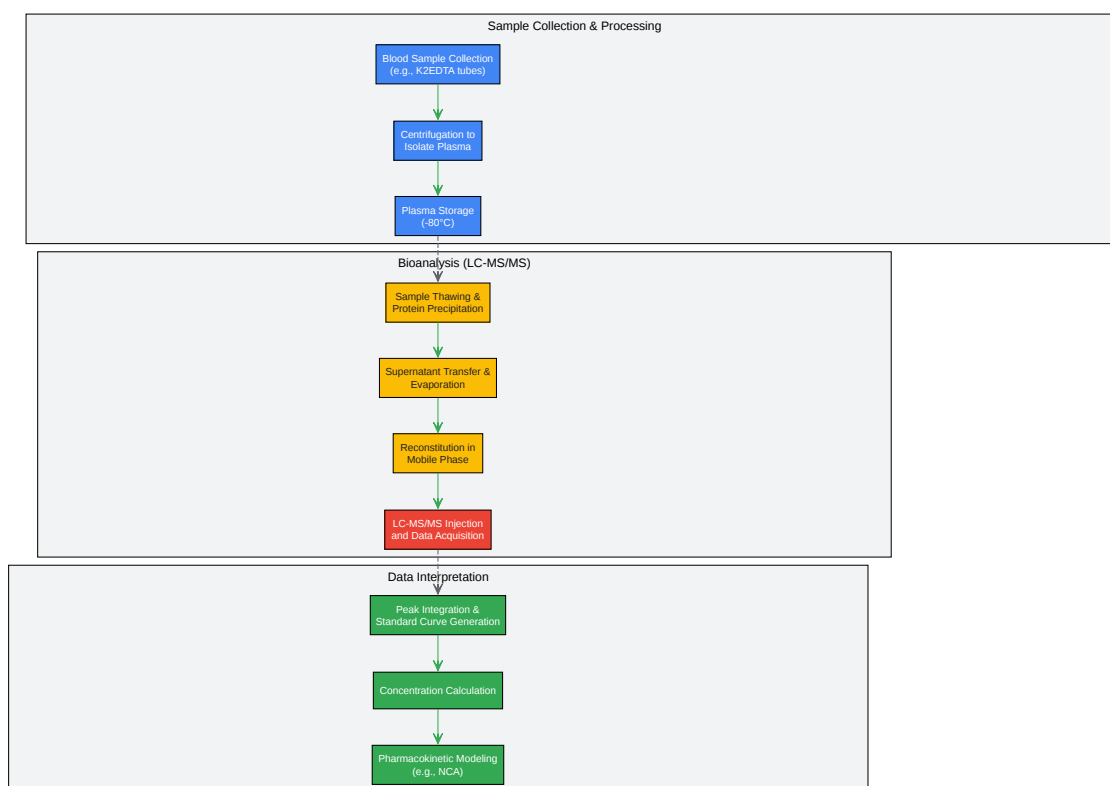 Sample Collection & Processing
Blood Sample Collection
(e.g., K2EDTA tubes)
Centrifugation to
Isolate Plasma
Plasma Storage
(-80°C)
Bioanalysis (LC-MS/MS)
Sample Thawing &
Protein Precipitation
Supernatant Transfer &
Evaporation
Reconstitution in
Mobile Phase
LC-MS/MS Injection
and Data Acquisition
Data Interpretation
Peak Integration &
Standard Curve Generation
Concentration Calculation
Pharmacokinetic Modeling
(e.g., NCA)